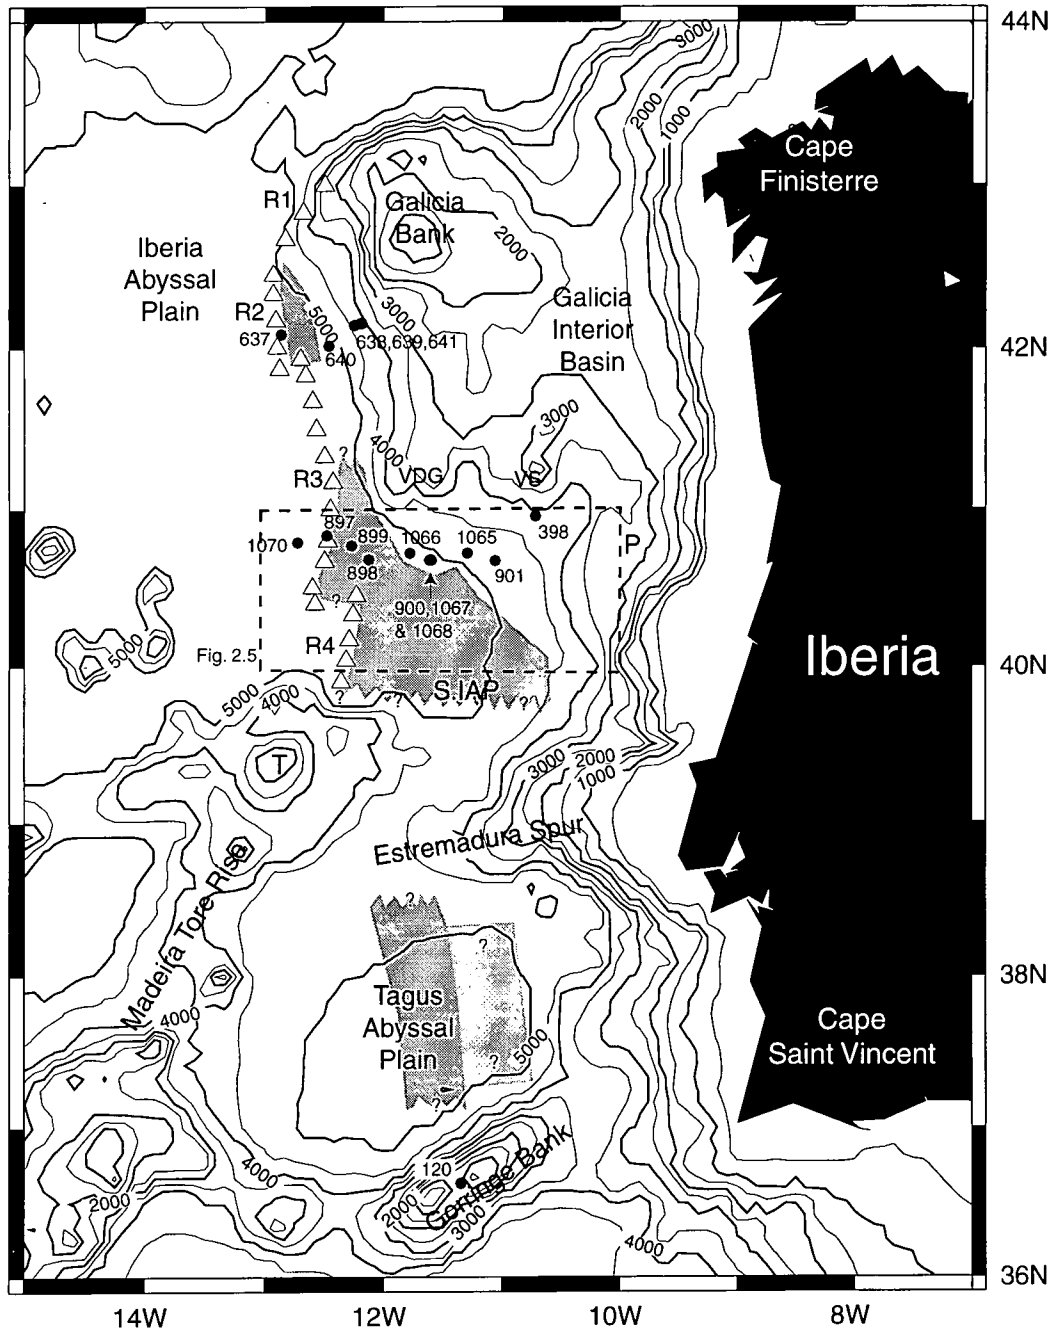 44N
3000
2000
1000
Cape
Finisterre
R1
Galicia
Bank
2000
Iberia
Abyssal
Plain
Galicia
Interior
Basin
R2
5000
3000
637
638,639,641
640
42N
3000
4000
?
VDG
VS
R3
897
899
1066
1065
398
P
1070
898
901
?
900,1067
& 1068
R4
5000
Fig. 2.5
Iberia
40N
S.IAP
?
?
?
5000
4000
T
3000
2000
1000
Estremadura Spur
Madeira Tore Rise
?
?
38N
Tagus
Abyssal
Plain
Cape
Saint Vincent
4000
5000
?
?
4000
120
Gorringe Bank
2000
2000
3000
4000
36N
14W
12W
10W
8W